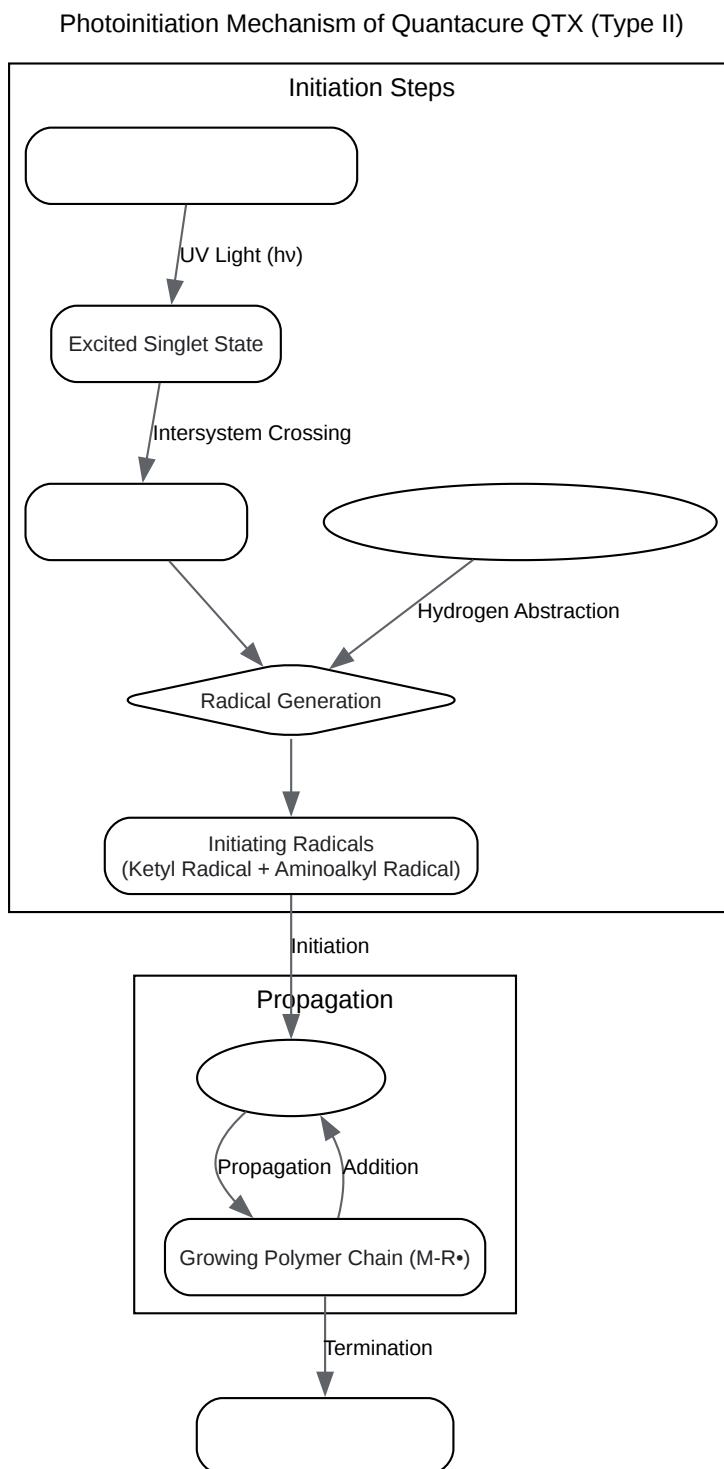 Photoinitiation Mechanism of Quantacure QTX (Type II)
Initiation Steps
UV Light (hν)
Excited Singlet State
Intersystem Crossing
Hydrogen Abstraction
Radical Generation
Initiating Radicals
(Ketyl Radical + Aminoalkyl Radical)
Initiation
Propagation
Propagation
Addition
Growing Polymer Chain (M-R•)
Termination